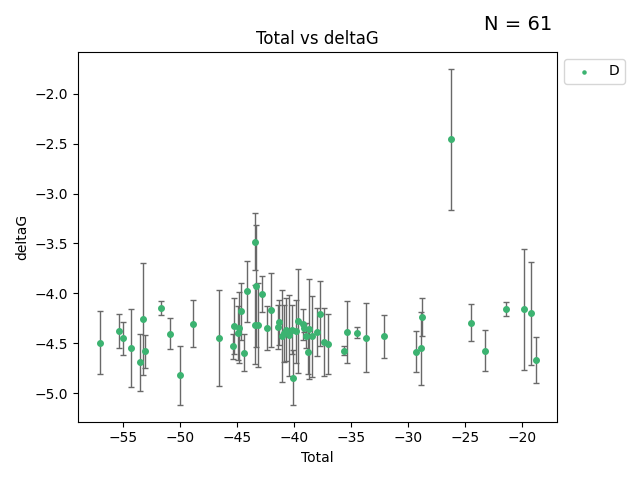 N = 61
Total vs deltaG
D
deltaG
−2.0
−2.5
−3.0
−3.5
−4.0
−4.5
−5.0
−55 −50 −45 −40 −35 −30 −25 −20
Total